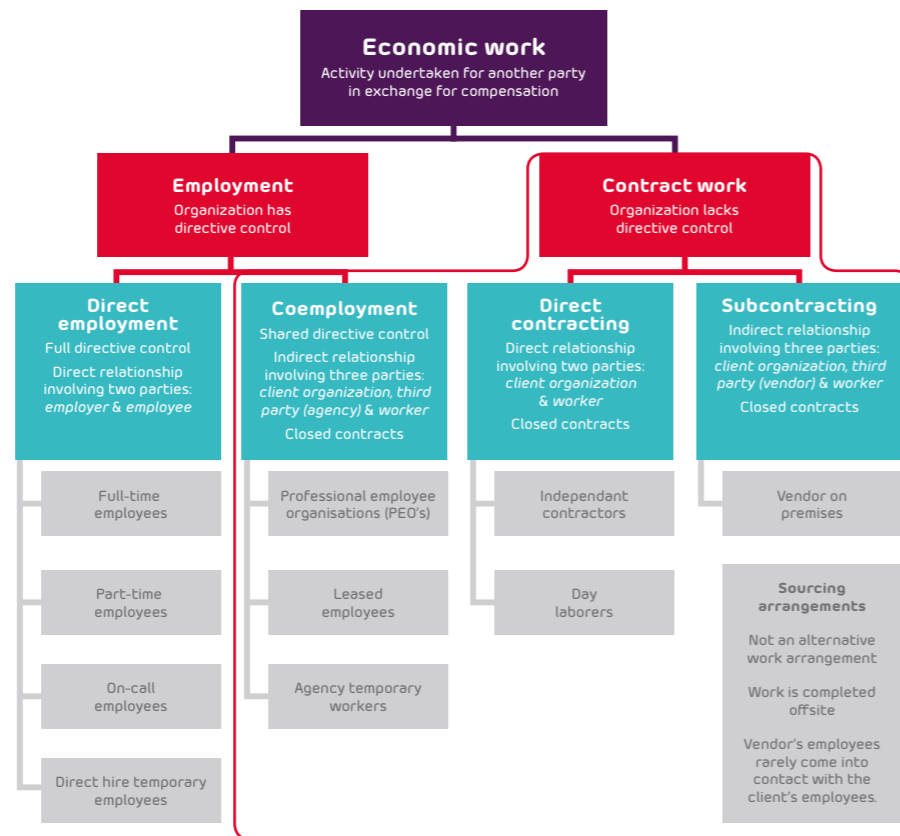 Economic work
Activity undertaken for another party
in exchange for compensation
Employment
Organization has
directive control
Contract work
Organization lacks
directive control
Direct
employment
Full directive control
Direct relationship
involving two parties:
employer & employee
Coemployment
Shared directive control
Indirect relationship
involving three parties:
client organization, third
party (agency) & worker
Closed contracts
Direct
contracting
Direct relationship
involving two parties:
client organization
& worker
Closed contracts
Subcontracting
Indirect relationship
involving three parties:
client organization, third
party (vendor) & worker
Closed contracts
Full-time
employees
Part-time
employees
On-call
employees
Direct hire temporary
employees
Professional employee
organisations (PEO's)
Leased
employees
Agency temporary
workers
Independant
contractors
Day
laborers
Vendor on
premises
Sourcing
arrangements
Not an alternative
work arrangement
Work is completed
offsite
Vendor's employees
rarely come into
contact with the
client's employees.